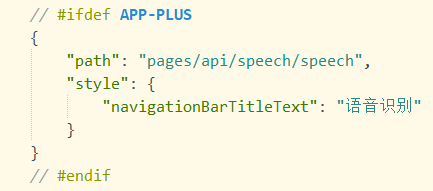 // #ifdef APP-PLUS
{
    "path": "pages/api/speech/speech",
    "style": {
        "navigationBarTitleText": "语音识别"
    }
}
// #endif